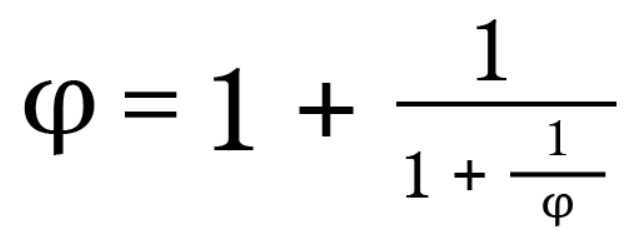 φ = 1 + 1 / (1 + 1 / φ)